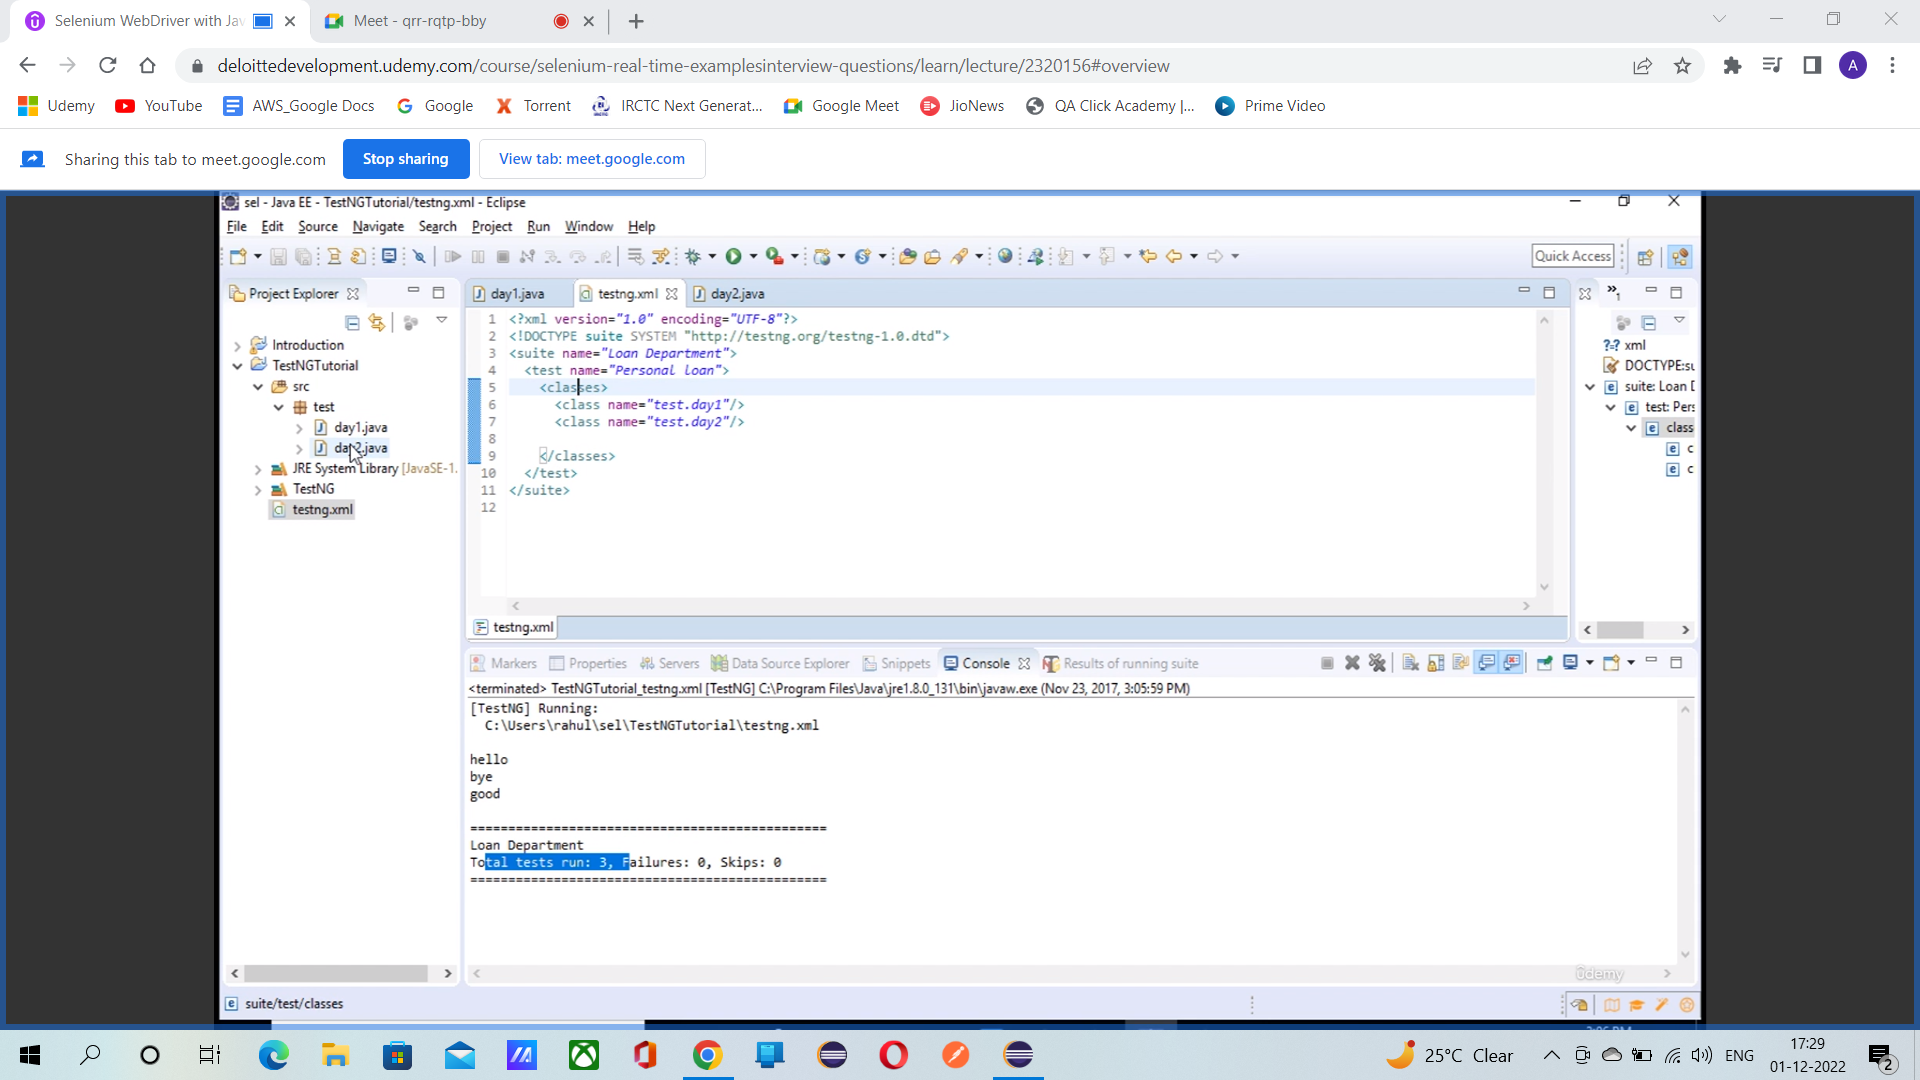 Selenium WebDriver with Jav
Meet - qrr-rqtp-bby
deloittedevelopment.udemy.com/course/selenium-real-time-examplesinterview-questions/learn/lecture/2320156#overview
A
Udemy
YouTube
AWS_Google Docs
Google
Torrent
IRCTC Next Generat...
Google Meet
JioNews
QA Click Academy |...
Prime Video
Sharing this tab to meet.google.com
Stop sharing
View tab: meet.google.com
sel - Java EE - TestNGTutorial/testng.xml - Eclipse
File Edit Source Navigate Search Project Run Window Help
Quick Access
Project Explorer
day1.java
testng.xml
day2.java
Introduction
TestNGTutorial
src
test
day1.java
day2.java
JRE System Library [JavaSE-1.
TestNG
testng.xml
1 <?xml version="1.0" encoding="UTF-8"?>
2 <!DOCTYPE suite SYSTEM "http://testng.org/testng-1.0.dtd">
3 <suite name="Loan Department">
4 <test name="Personal loan">
5 <classes>
6 <class name="test.day1"/>
7 <class name="test.day2"/>
8
9 </classes>
10 </test>
11 </suite>
12
testng.xml
?-? xml
DOCTYPE:su
suite: Loan D
test: Pers
class
c
c
Markers Properties Servers Data Source Explorer Snippets Console Results of running suite
<terminated> TestNGTutorial_testng.xml [TestNG] C:\Program Files\Java\jre1.8.0_131\bin\javaw.exe (Nov 23, 2017, 3:05:59 PM)
[TestNG] Running:
C:\Users\rahul\sel\TestNGTutorial\testng.xml
hello
bye
good
===============================================
Loan Department
Total tests run: 3, Failures: 0, Skips: 0
===============================================
ûdemy
suite/test/classes
25°C Clear
ENG
17:29
01-12-2022
2